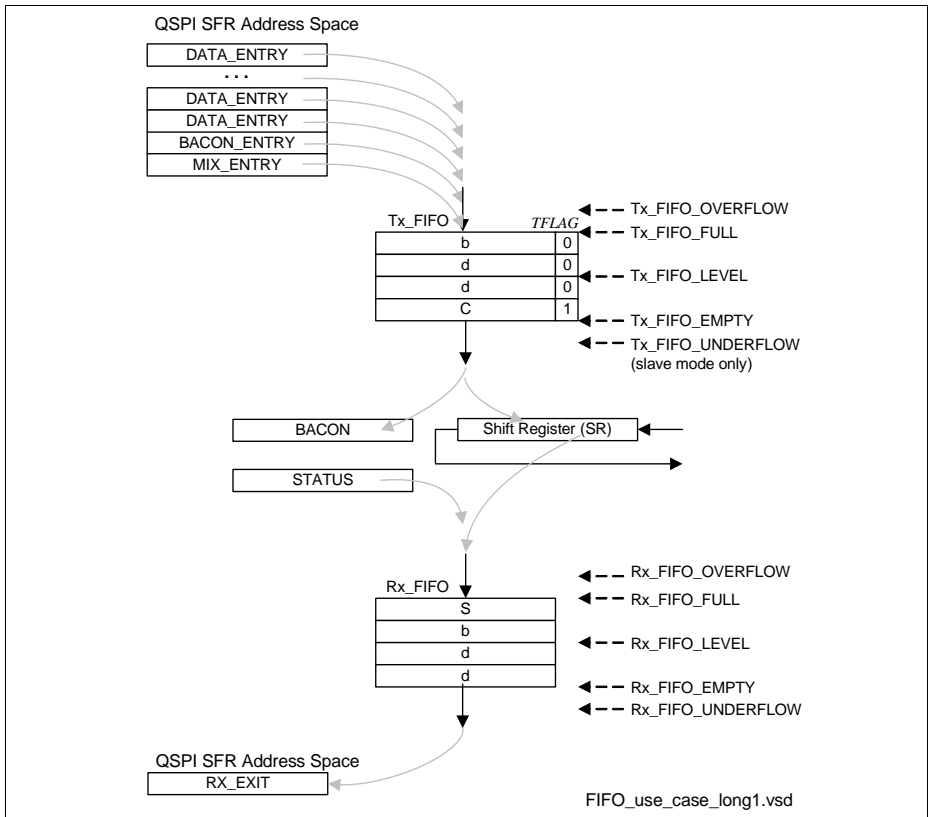 QSPI SFR Address Space
DATA_ENTRY
...
DATA_ENTRY
DATA_ENTRY
BACON_ENTRY
MIX_ENTRY
Tx_FIFO TFLAG
b 0
d 0
d 0
C 1
Tx_FIFO_OVERFLOW
Tx_FIFO_FULL
Tx_FIFO_LEVEL
Tx_FIFO_EMPTY
Tx_FIFO_UNDERFLOW
(slave mode only)
BACON
Shift Register (SR)
STATUS
Rx_FIFO
S
b
d
d
Rx_FIFO_OVERFLOW
Rx_FIFO_FULL
Rx_FIFO_LEVEL
Rx_FIFO_EMPTY
Rx_FIFO_UNDERFLOW
QSPI SFR Address Space
RX_EXIT
FIFO_use_case_long1.vsd